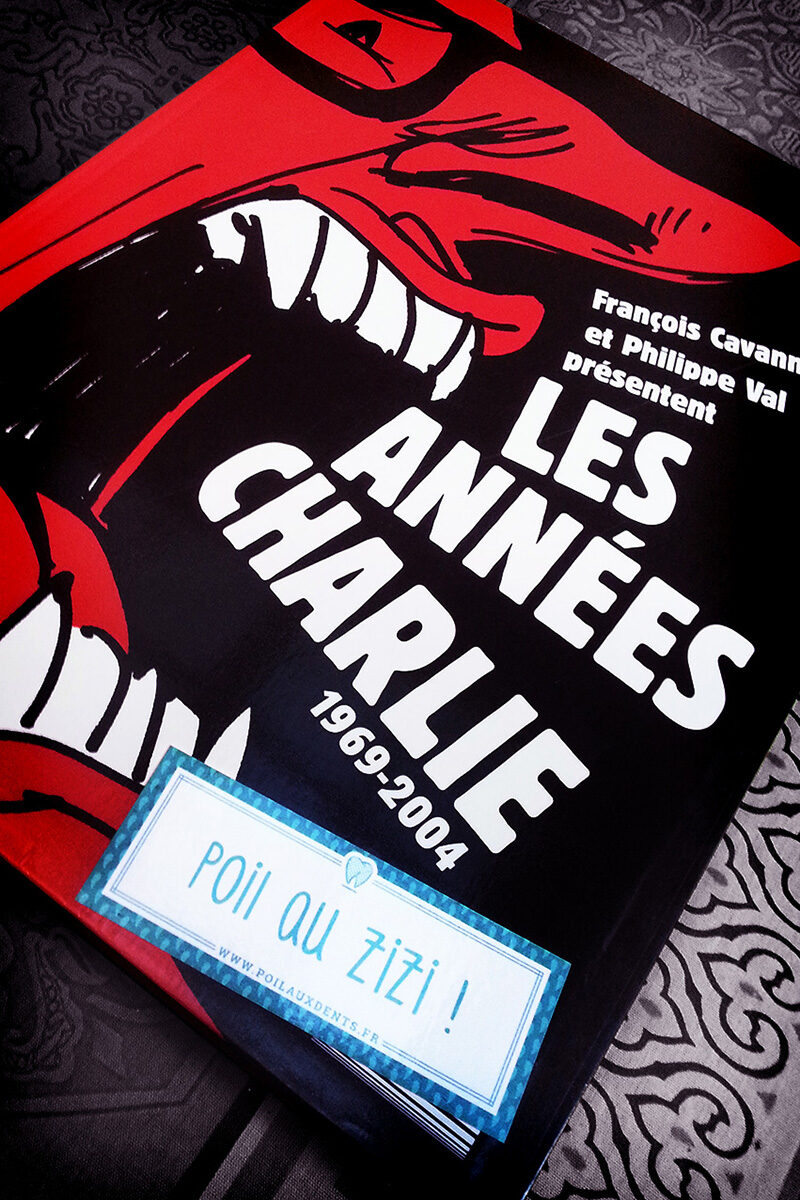 François Cavann
et Philippe Val
présentent
LES
ANNÉES
CHARLIE
1969-2004
Poil au zizi !
WWW.POILAUXDENTS.FR